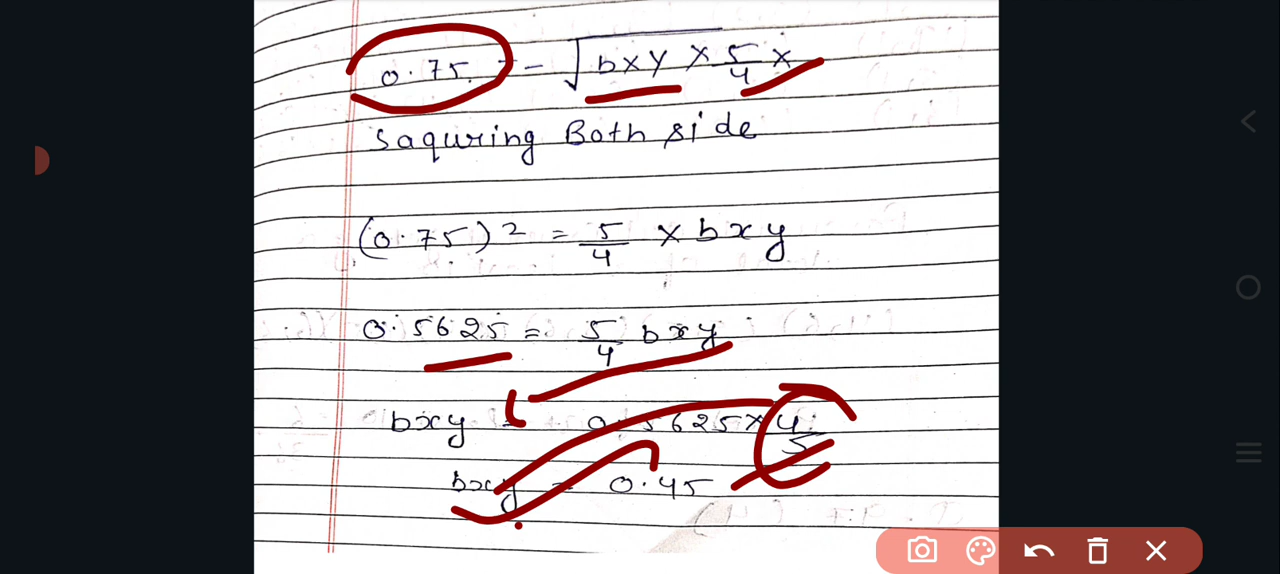 0.75 = - √bxy × 5/4 ×
Saquring Both side
(0.75)² = 5/4 × bxy
0.5625 = 5/4 bxy
bxy = 0.5625 × 4/5
bxy = 0.45